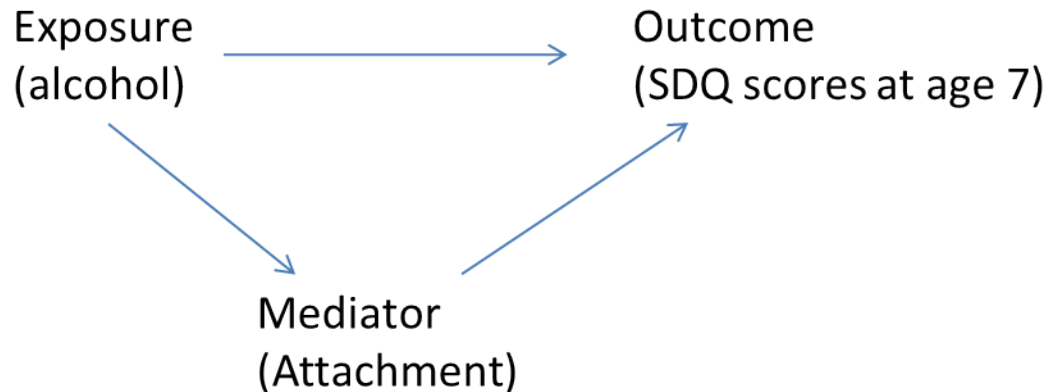 Exposure
(alcohol)
Outcome
(SDQ scores at age 7)
Mediator
(Attachment)